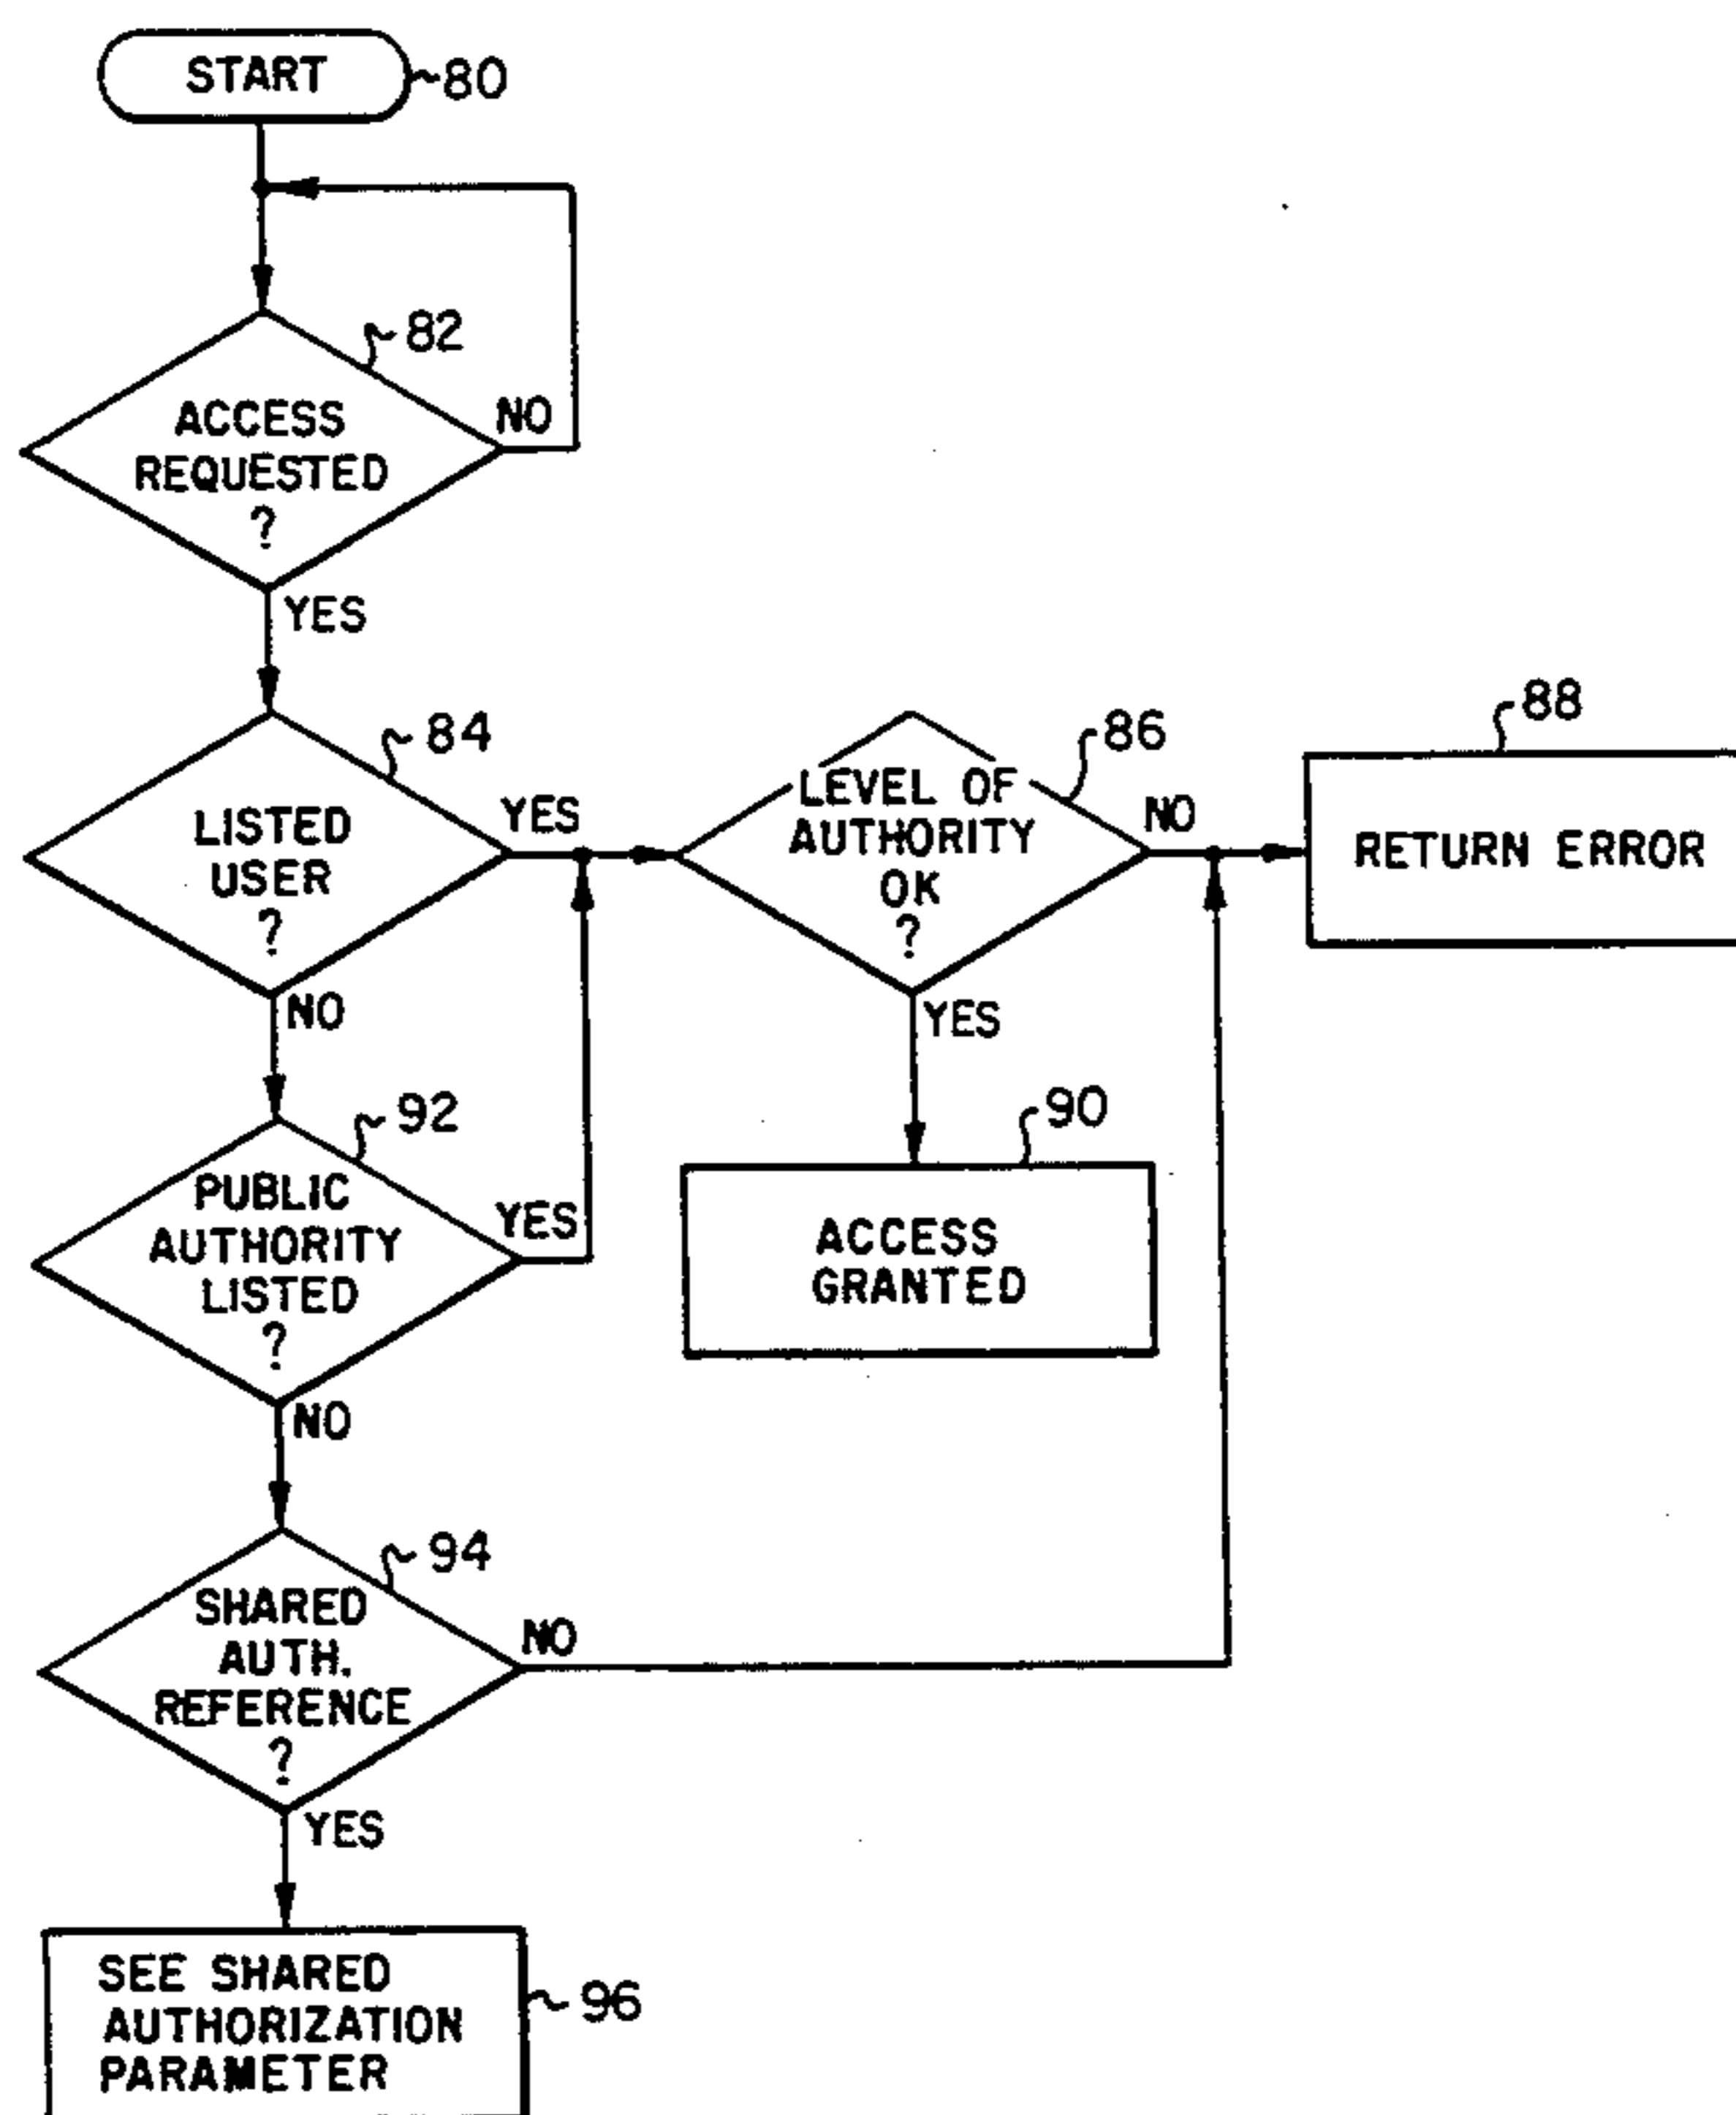 START
80
82
ACCESS
REQUESTED
?
NO
YES
84
LISTED
USER
?
YES
NO
86
LEVEL OF
AUTHORITY
OK
?
NO
YES
88
RETURN ERROR
90
ACCESS
GRANTED
92
PUBLIC
AUTHORITY
LISTED
?
YES
NO
94
SHARED
AUTH.
REFERENCE
?
NO
YES
SEE SHARED
AUTHORIZATION
PARAMETER
96